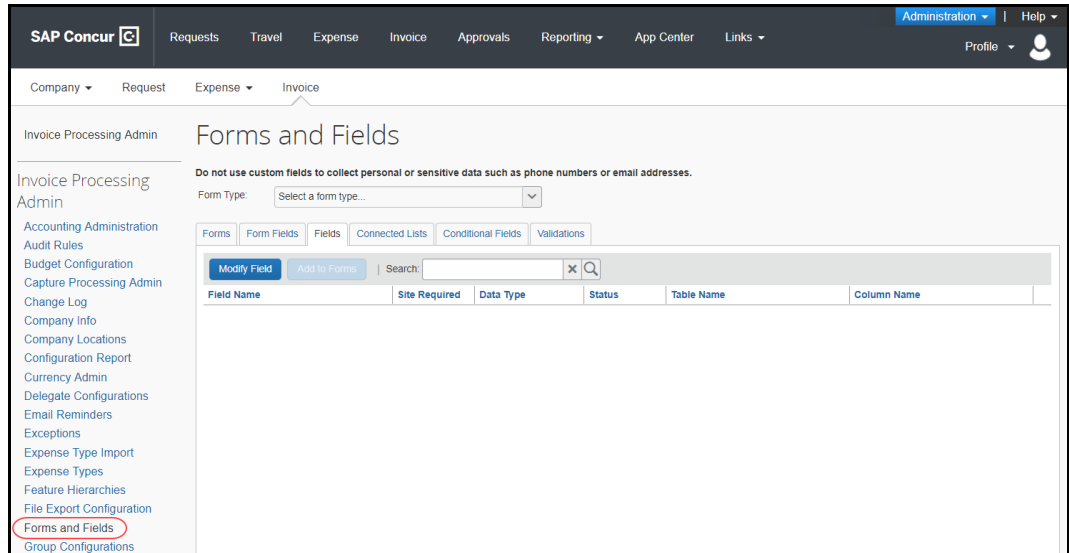 Administration | Help
SAP Concur C Requests Travel Expense Invoice Approvals Reporting App Center Links
Profile
Company Request Expense Invoice
Invoice Processing Admin
Forms and Fields
Do not use custom fields to collect personal or sensitive data such as phone numbers or email addresses.
Form Type: Select a form type...
Forms Form Fields Fields Connected Lists Conditional Fields Validations
Modify Field Add to Forms | Search:
Field Name Site Required Data Type Status Table Name Column Name
Invoice Processing
Admin
Accounting Administration
Audit Rules
Budget Configuration
Capture Processing Admin
Change Log
Company Info
Company Locations
Configuration Report
Currency Admin
Delegate Configurations
Email Reminders
Exceptions
Expense Type Import
Expense Types
Feature Hierarchies
File Export Configuration
Forms and Fields
Group Configurations